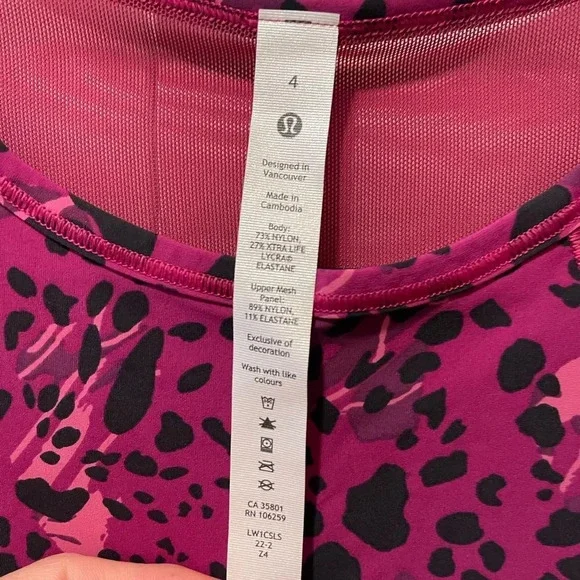 4
Designed in
Vancouver
Made in
Cambodia
Body:
73% NYLON,
27% XTRA LIFE
LYCRA®
ELASTANE
Upper Mesh
Panel:
89% NYLON,
11% ELASTANE
Exclusive of
decoration
Wash with like
colours
CA 35801
RN 106259
LW1CSLS
22-2
Z4